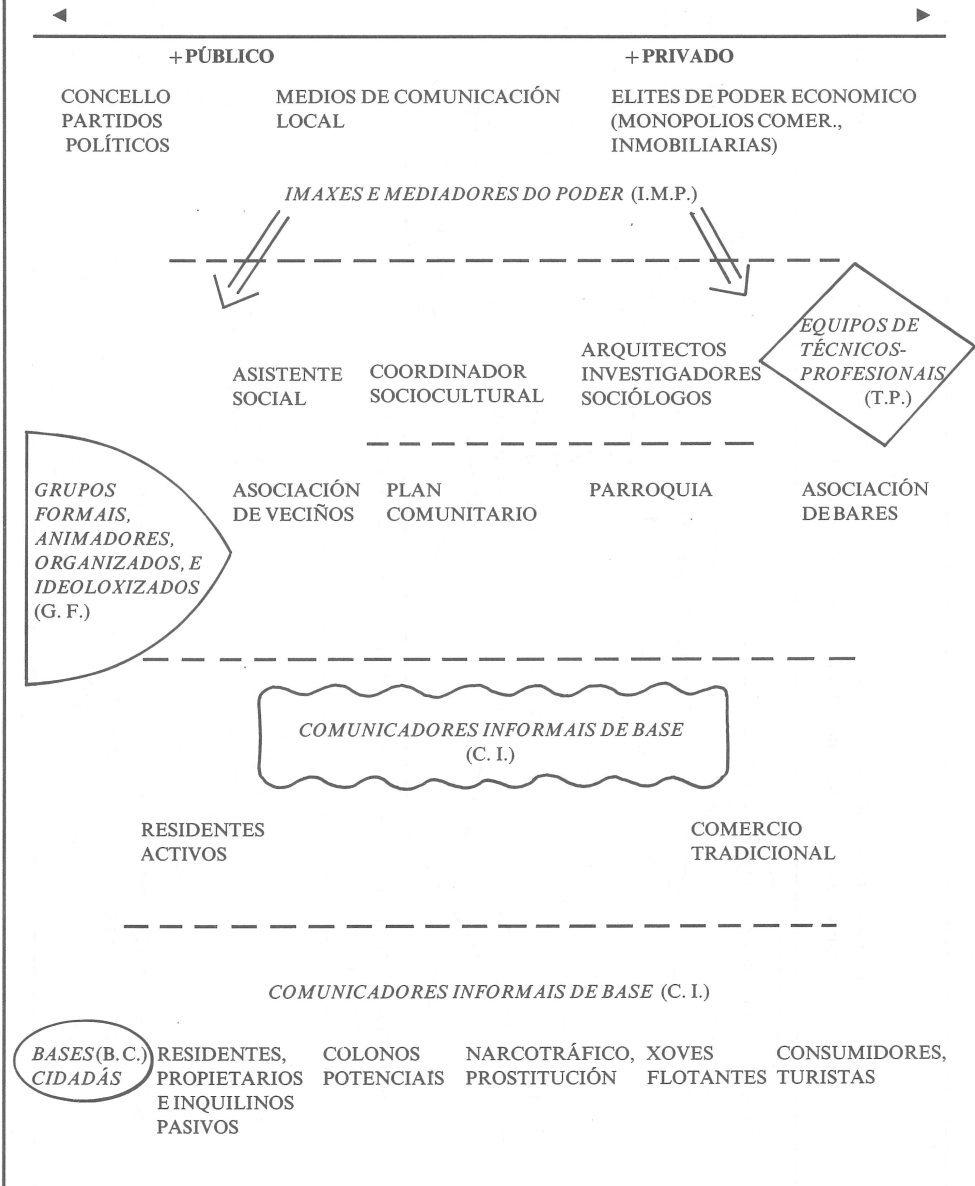 +PÚBLICO
+PRIVADO
CONCELLO
PARTIDOS
POLÍTICOS
MEDIOS DE COMUNICACIÓN
LOCAL
ELITES DE PODER ECONOMICO
(MONOPOLIOS COMER.,
INMOBILIARIAS)
IMAXES E MEDIADORES DO PODER (I.M.P.)
ASISTENTE
SOCIAL
COORDINADOR
SOCIOCULTURAL
ARQUITECTOS
INVESTIGADORES
SOCIÓLOGOS
EQUIPOS DE
TÉCNICOS-
PROFESIONAIS
(T.P.)
GRUPOS
FORMAIS,
ANIMADORES,
ORGANIZADOS, E
IDEOLOXIZADOS
(G. F.)
ASOCIACIÓN
DE VECIÑOS
PLAN
COMUNITARIO
PARROQUIA
ASOCIACIÓN
DE BARES
COMUNICADORES INFORMAIS DE BASE
(C. I.)
RESIDENTES
ACTIVOS
COMERCIO
TRADICIONAL
COMUNICADORES INFORMAIS DE BASE (C. I.)
BASES (B. C.)
CIDADÁS
RESIDENTES,
PROPIETARIOS
E INQUILINOS
PASIVOS
COLONOS
POTENCIAIS
NARCOTRÁFICO,
PROSTITUCIÓN
XOVES
FLOTANTES
CONSUMIDORES,
TURISTAS